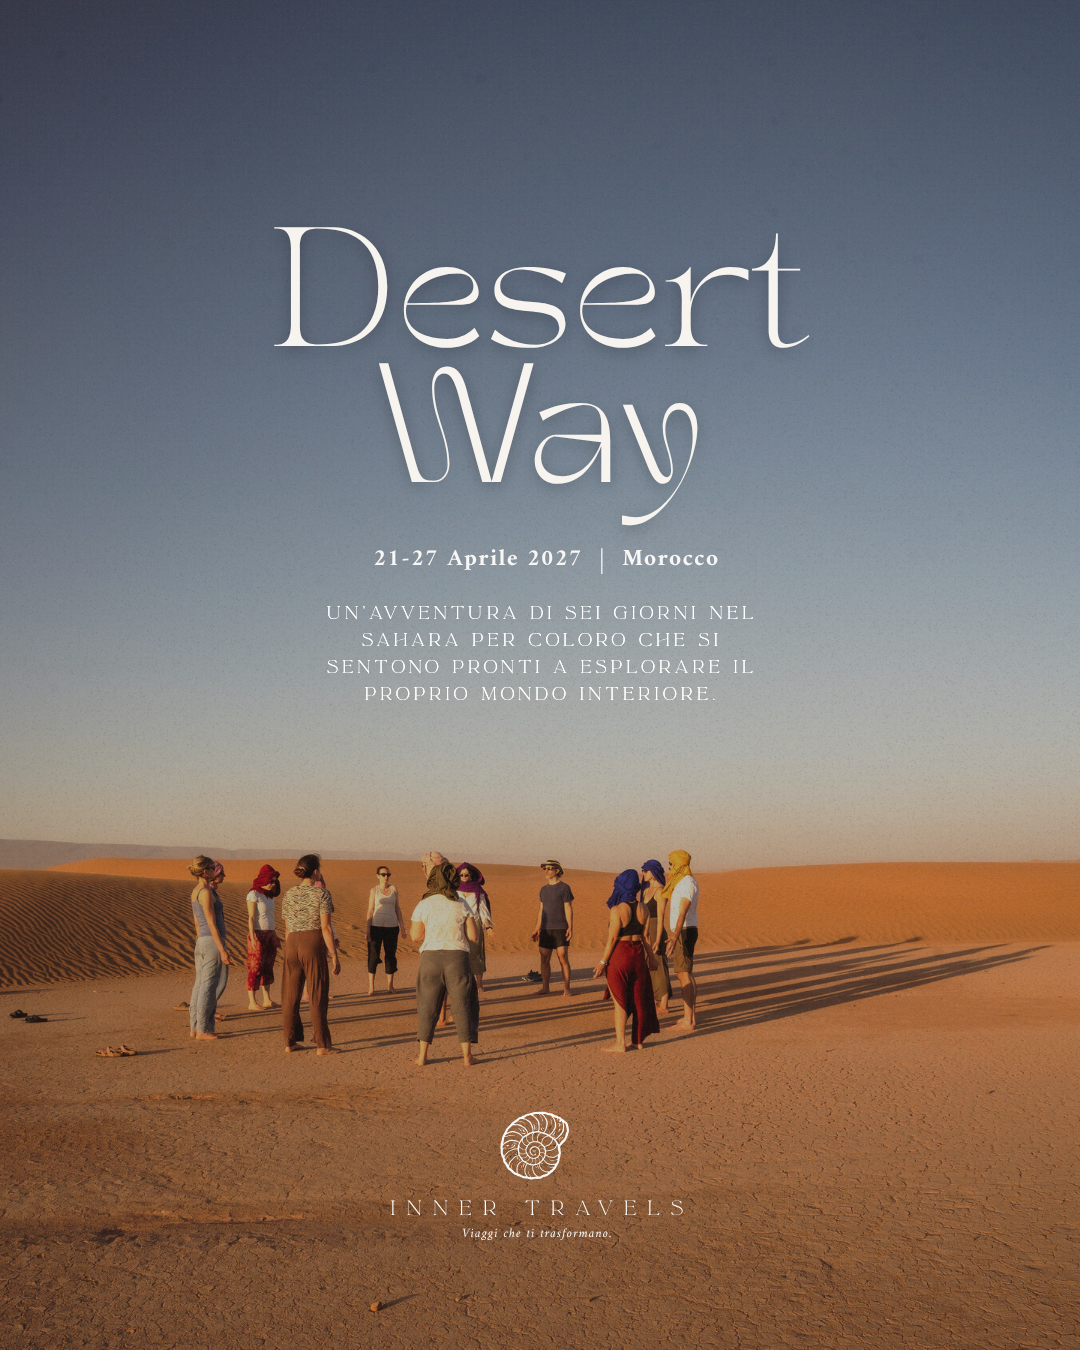 Desert
Way
21-27 Aprile 2027 | Morocco
UN'AVVENTURA DI SEI GIORNI NEL
SAHARA PER COLORO CHE SI
SENTONO PRONTI A ESPLORARE IL
PROPRIO MONDO INTERIORE.
INNER TRAVELS
Viaggi che ti trasformano.